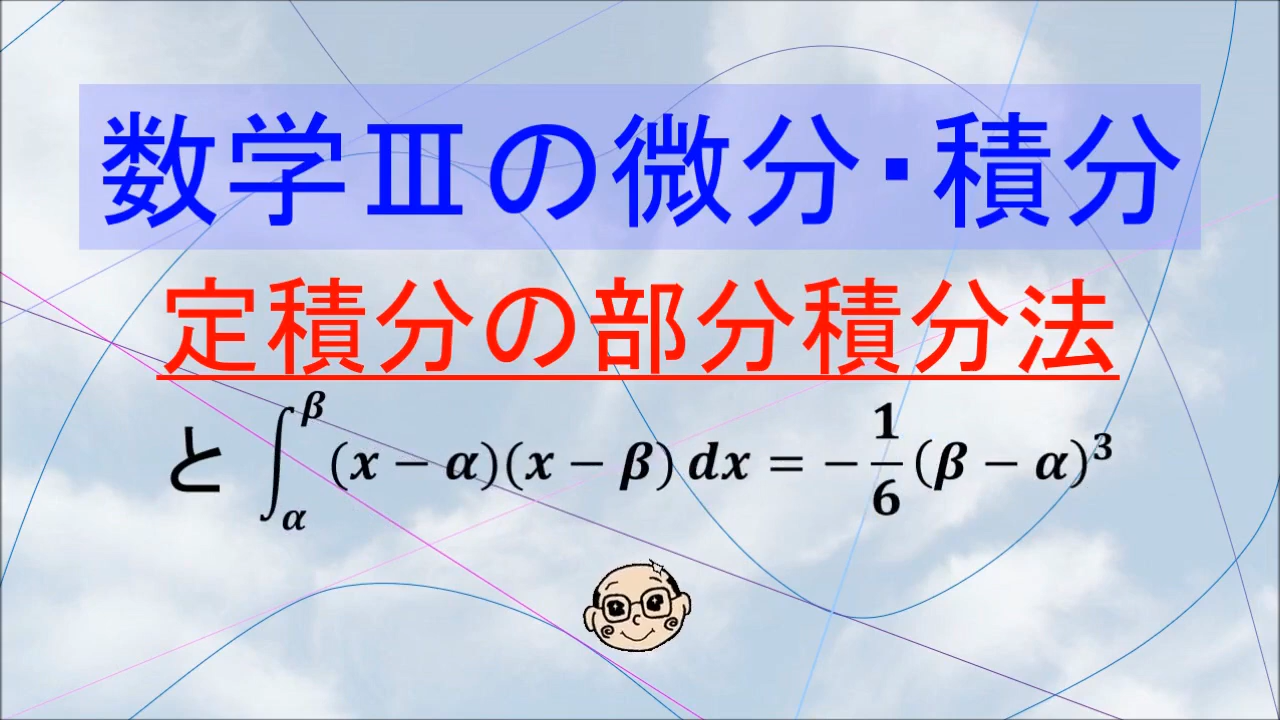 数学Ⅲの微分・積分
定積分の部分積分法
と ∫_α^β (x − α)(x − β) dx = −1/6 (β − α)³